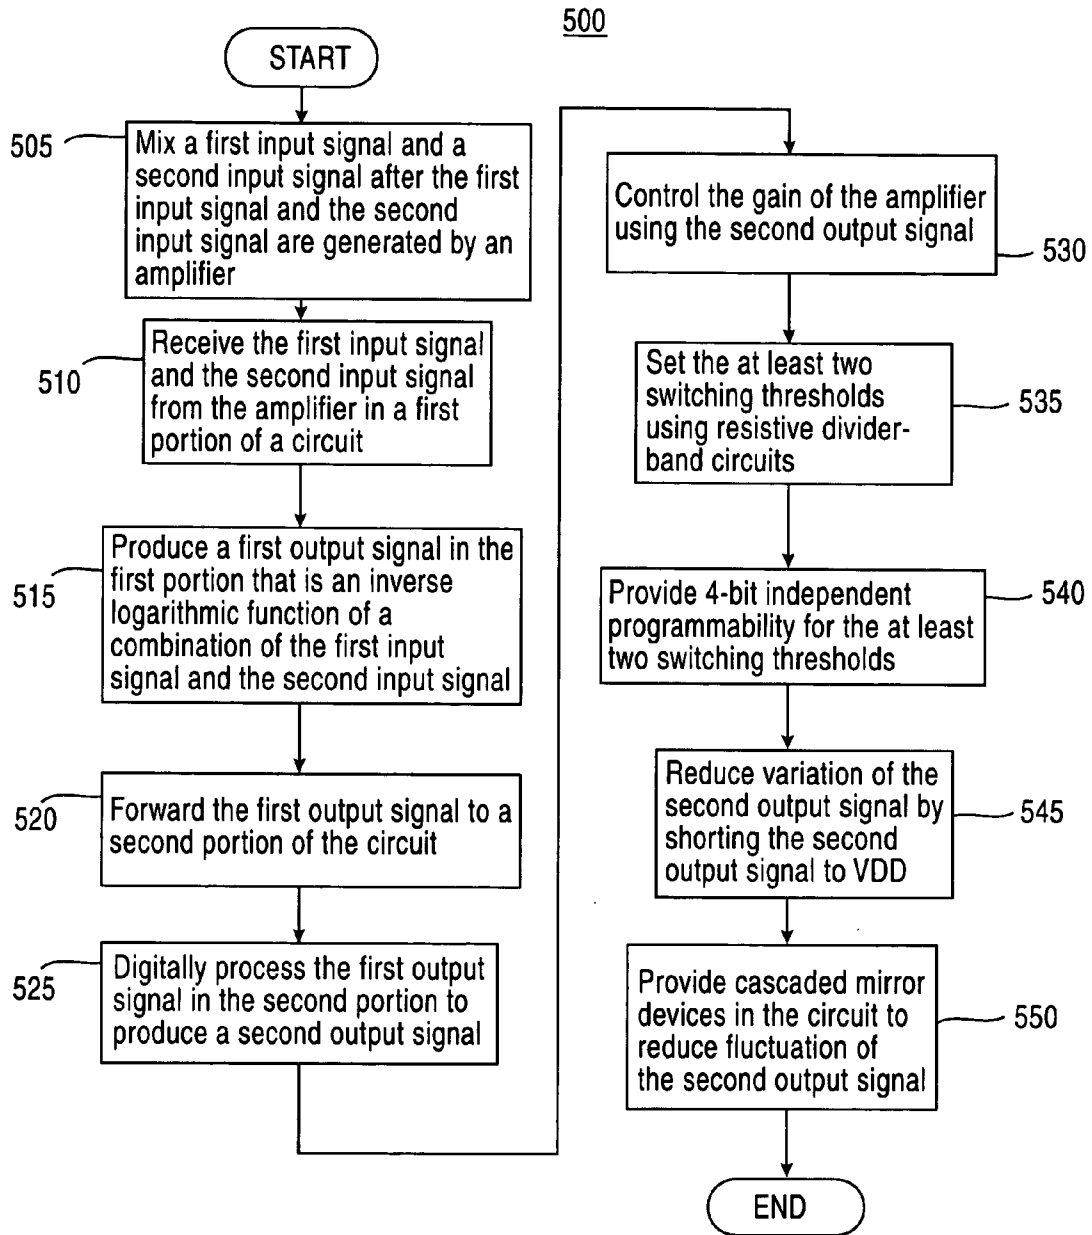 500
START
505
Mix a first input signal and a
second input signal after the first
input signal and the second
input signal are generated by an
amplifier
510
Receive the first input signal
and the second input signal
from the amplifier in a first
portion of a circuit
515
Produce a first output signal in the
first portion that is an inverse
logarithmic function of a
combination of the first input
signal and the second input signal
520
Forward the first output signal to a
second portion of the circuit
525
Digitally process the first output
signal in the second portion to
produce a second output signal
Control the gain of the amplifier
using the second output signal
530
Set the at least two
switching thresholds
using resistive divider-
band circuits
535
Provide 4-bit independent
programmability for the at least
two switching thresholds
540
Reduce variation of the
second output signal by
shorting the second
output signal to VDD
545
Provide cascaded mirror
devices in the circuit to
reduce fluctuation of
the second output signal
550
END